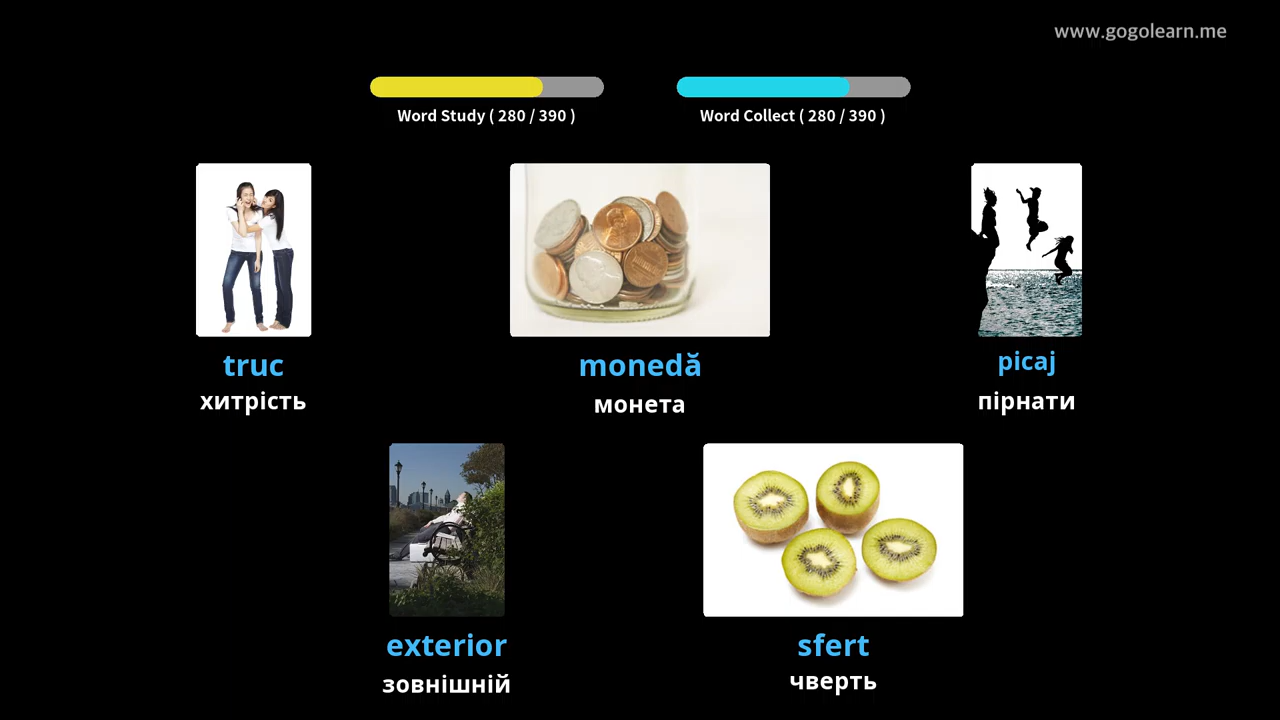 www.gogolearn.me
Word Study ( 280 / 390 )
Word Collect ( 280 / 390 )
truc
хитрість
monedă
монета
picaj
пірнати
exterior
зовнішній
sfert
чверть